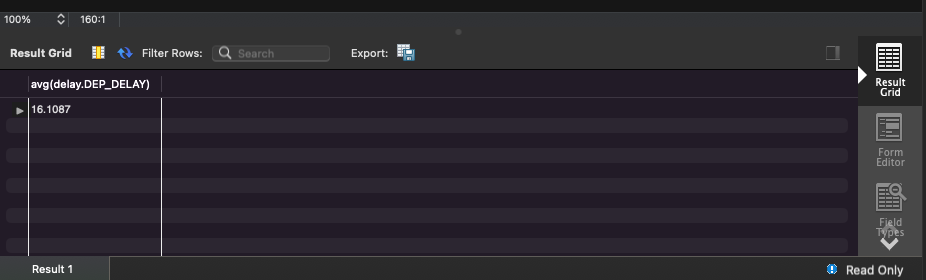 100% 160:1
Result Grid Filter Rows: Search Export:
avg(delay.DEP_DELAY)
16.1087
Result
Grid
Form
Editor
Field
Types
Result 1 Read Only